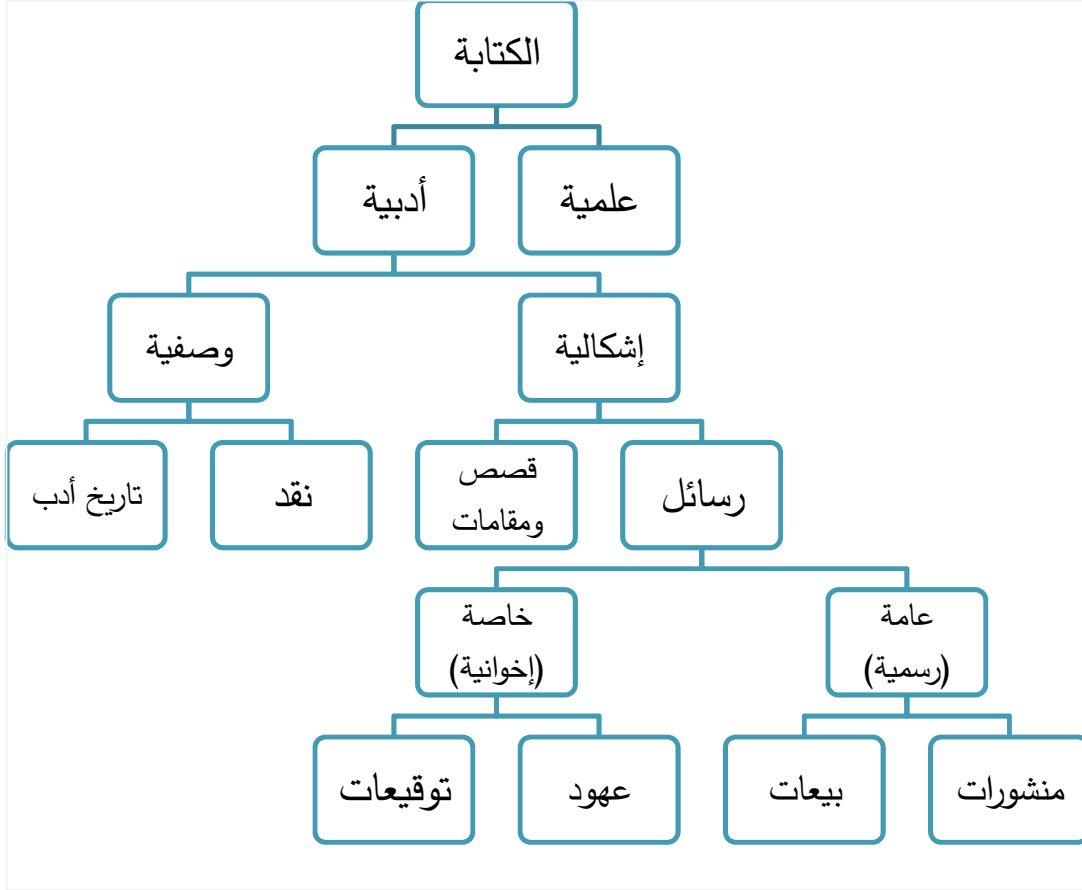 الكتابة
علمية
أدبية
إشكالية
وصفية
رسائل
قصص
ومقامات
نقد
تاريخ أدب
عامة
(رسمية)
خاصة
(إخوانية)
منشورات
بيعات
عهود
توقيعات